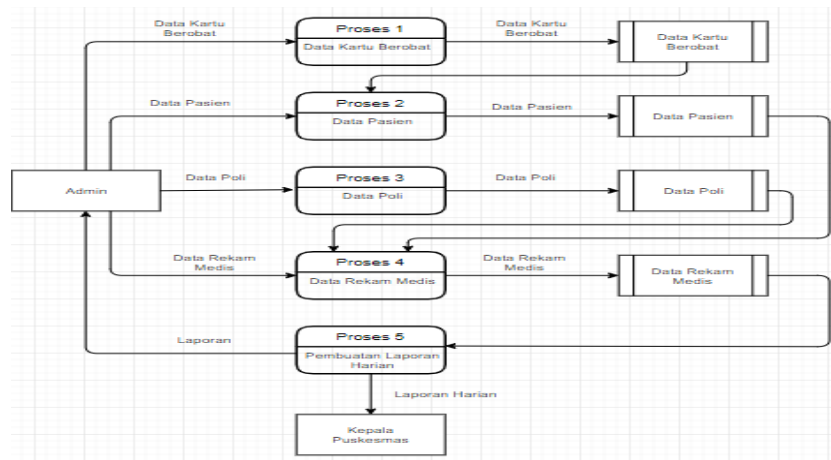 Data Kartu
Berobat
Proses 1
Data Kartu Berobat
Data Kartu
Berobat
Data Kartu
Berobat
Data Pasien
Proses 2
Data Pasien
Data Pasien
Data Pasien
Admin
Data Poli
Proses 3
Data Poli
Data Poli
Data Poli
Data Rekam
Medis
Proses 4
Data Rekam Medis
Data Rekam
Medis
Data Rekam
Medis
Laporan
Proses 5
Pembuatan Laporan
Harian
Laporan Harian
Kepala
Puskesmas